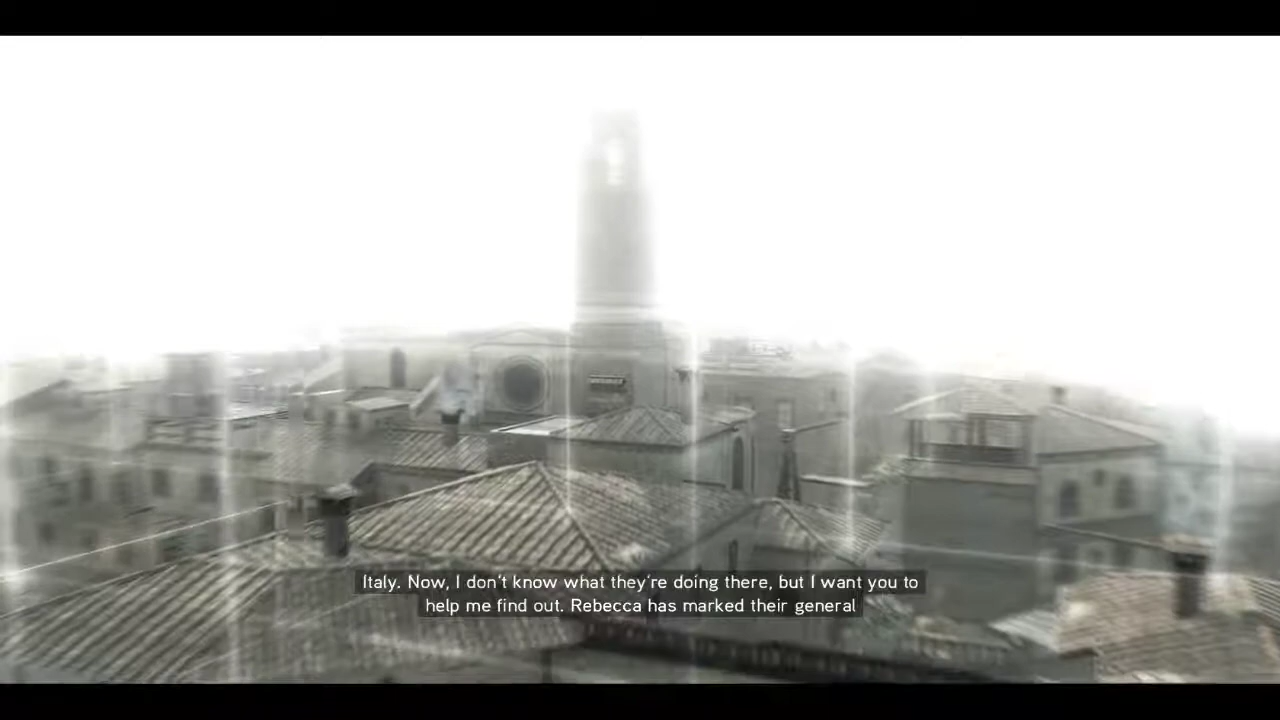 Italy. Now, I don't know what they're doing there, but I want you to
help me find out. Rebecca has marked their general